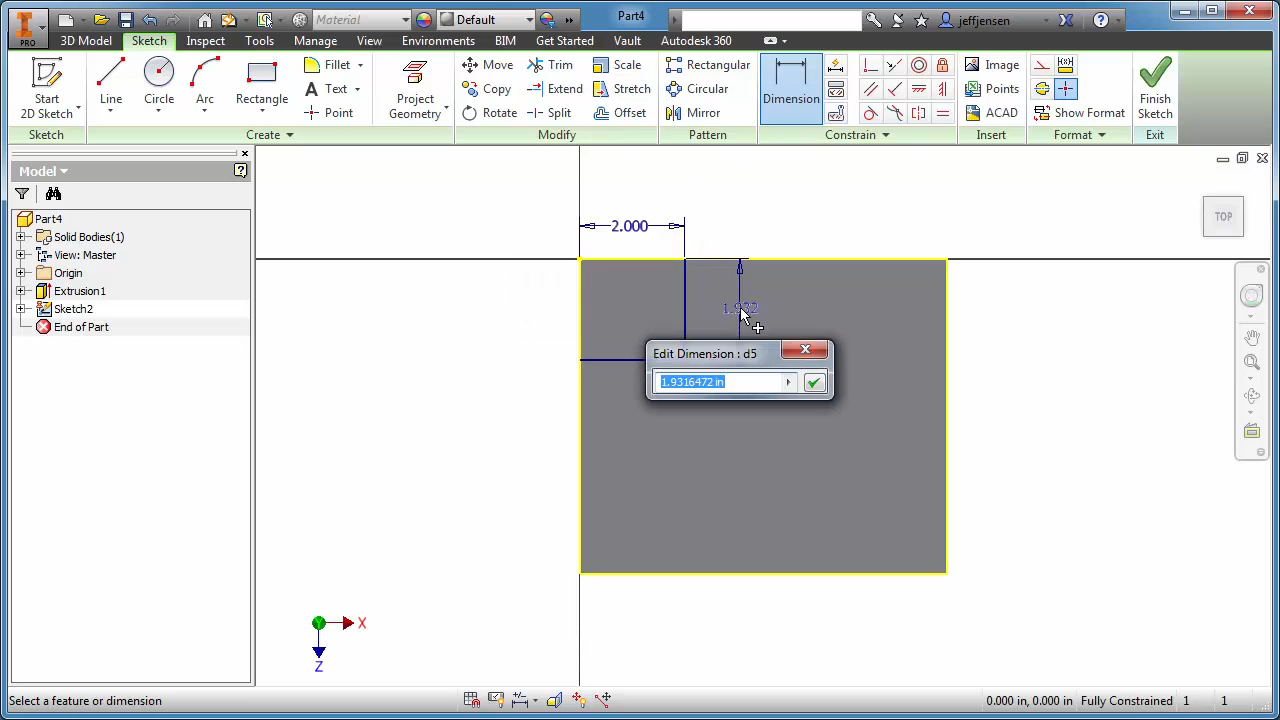 Material
Default
Part4
jeffjensen
PRO
3D Model Sketch Inspect Tools Manage View Environments BIM Get Started Vault Autodesk 360
Start
2D Sketch
Line
Circle
Arc
Rectangle
Fillet
Text
Point
Project
Geometry
Move
Copy
Rotate
Trim
Extend
Split
Scale
Stretch
Offset
Rectangular
Circular
Mirror
Dimension
Image
Points
ACAD
Show Format
Finish
Sketch
Sketch Create Modify Pattern Constrain Insert Format Exit
Model
Part4
Solid Bodies(1)
View: Master
Origin
Extrusion1
Sketch2
End of Part
TOP
2.000
1.932
Edit Dimension : d5
1.9316472 in
X
Z
Select a feature or dimension
0.000 in, 0.000 in Fully Constrained 1 1